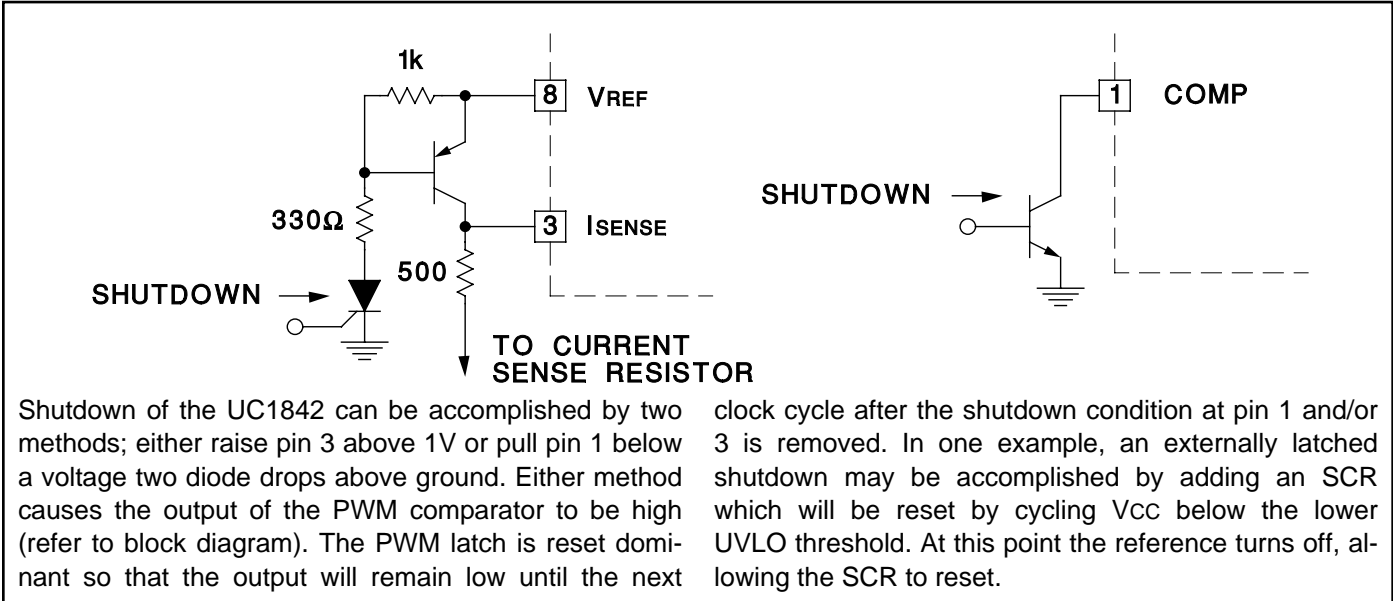 1k
8 VREF
330Ω
3 ISENSE
500
SHUTDOWN
TO CURRENT
SENSE RESISTOR
1 COMP
SHUTDOWN
Shutdown of the UC1842 can be accomplished by two
methods; either raise pin 3 above 1V or pull pin 1 below
a voltage two diode drops above ground. Either method
causes the output of the PWM comparator to be high
(refer to block diagram). The PWM latch is reset domi-
nant so that the output will remain low until the next
clock cycle after the shutdown condition at pin 1 and/or
3 is removed. In one example, an externally latched
shutdown may be accomplished by adding an SCR
which will be reset by cycling VCC below the lower
UVLO threshold. At this point the reference turns off, al-
lowing the SCR to reset.